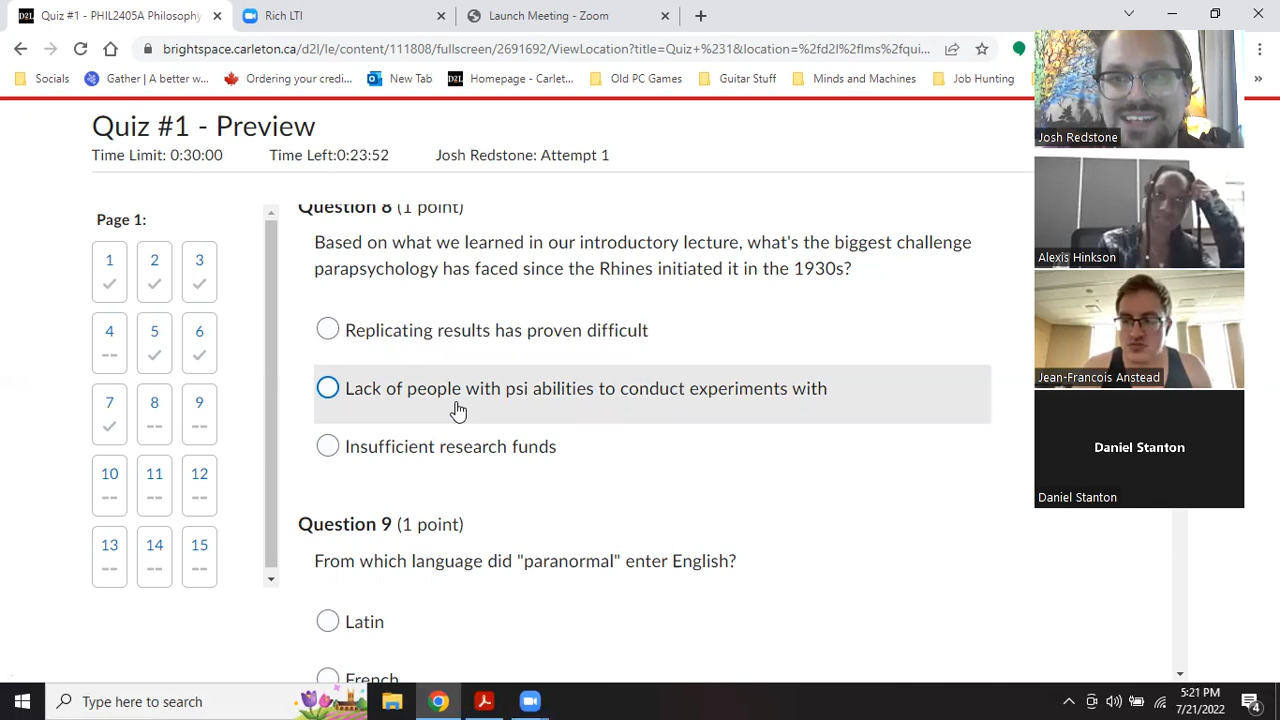 D2L Quiz #1 - PHIL2405A Philosophy
Rich LTI
Launch Meeting - Zoom
brightspace.carleton.ca/d2l/le/content/111808/fullscreen/2691692/ViewLocation?title=Quiz+%231&location=%2fd2l%2flms%2fqui...
Socials
Gather | A better w...
Ordering your credi...
New Tab
D2L Homepage - Carlet...
Old PC Games
Guitar Stuff
Minds and Machines
Job Hunting
»
Quiz #1 - Preview
Time Limit: 0:30:00
Time Left:0:23:52
Josh Redstone: Attempt 1
Page 1:
1 2 3
4 5 6
-- 
7 8 9
-- --
10 11 12
-- -- --
13 14 15
-- -- --
Question 8 (1 point)
Based on what we learned in our introductory lecture, what's the biggest challenge
parapsychology has faced since the Rhines initiated it in the 1930s?
Replicating results has proven difficult
Lack of people with psi abilities to conduct experiments with
Insufficient research funds
Question 9 (1 point)
From which language did "paranormal" enter English?
Latin
French
Josh Redstone
Alexis Hinkson
Jean-Francois Anstead
Daniel Stanton
Daniel Stanton
Type here to search
5:21 PM
7/21/2022
4